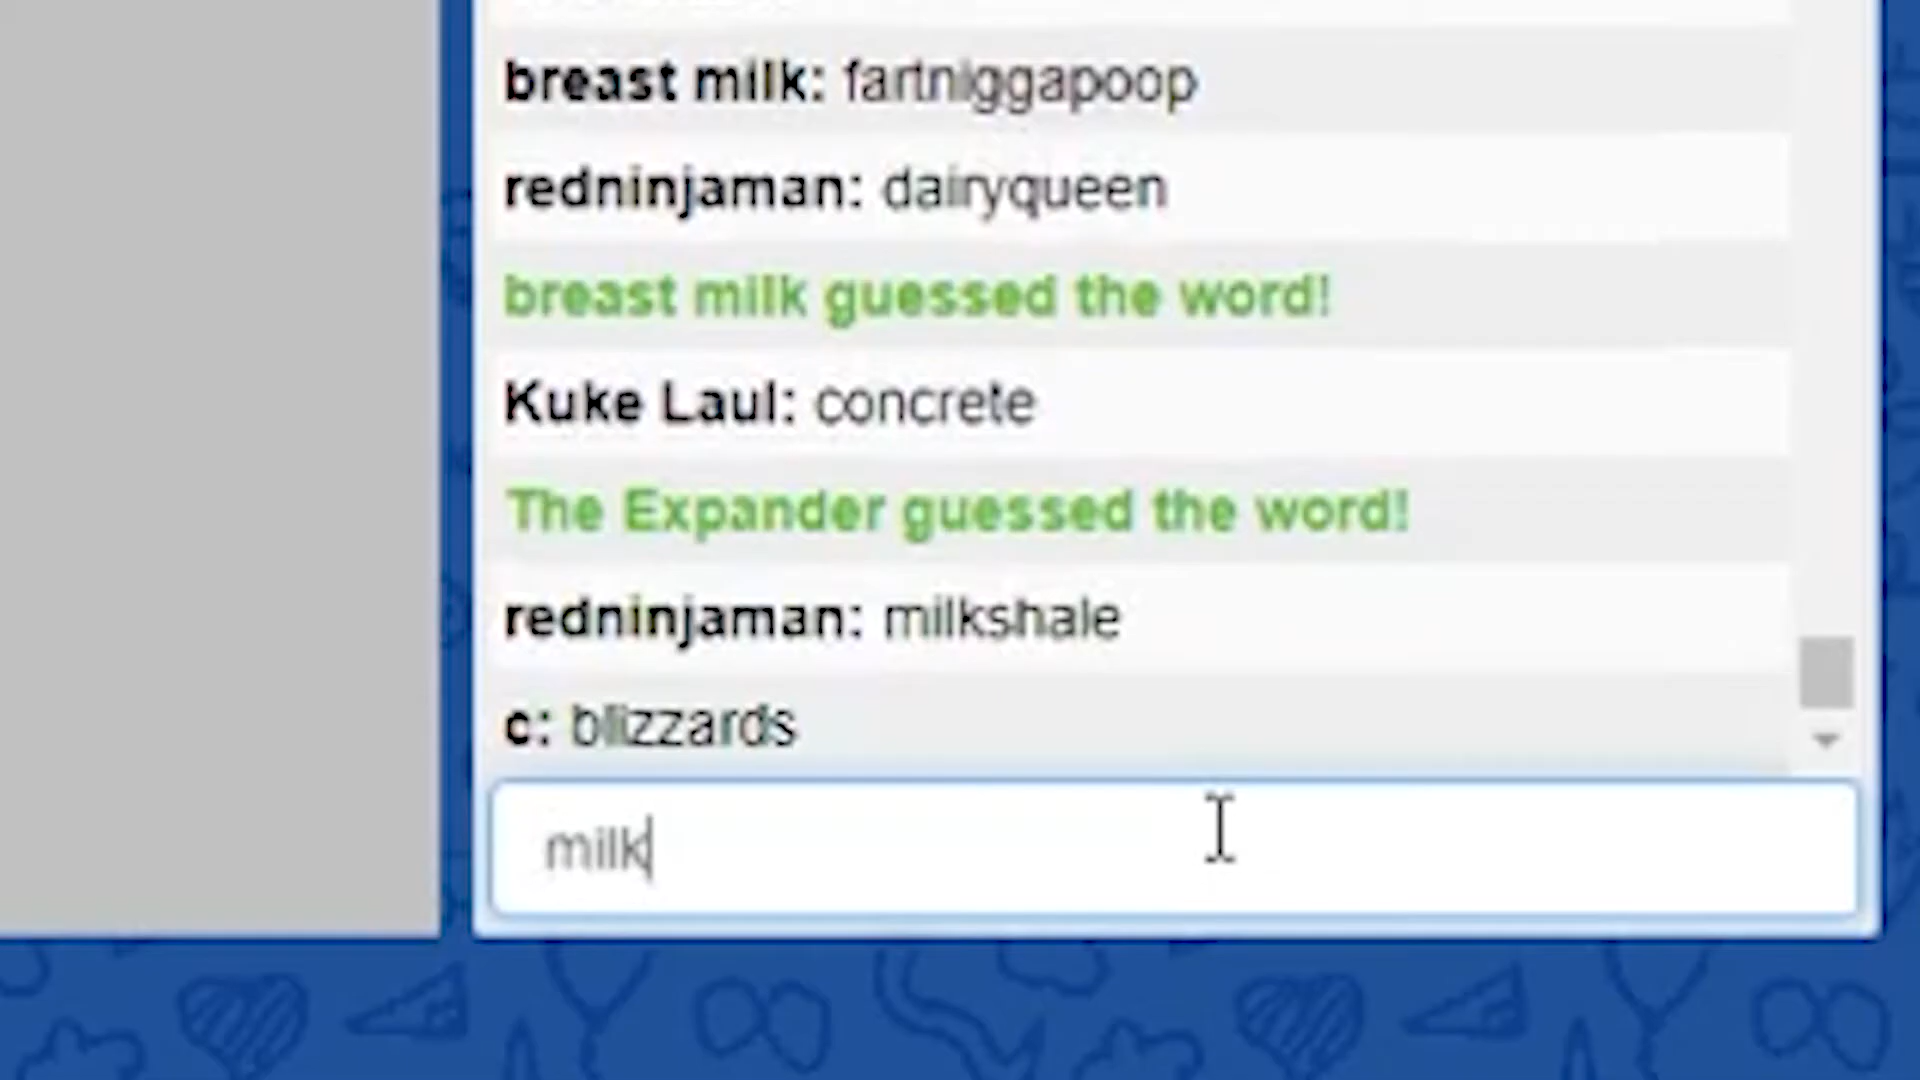 breast milk: fartniggapoop
redninjaman: dairyqueen
breast milk guessed the word!
Kuke Laul: concrete
The Expander guessed the word!
redninjaman: milkshale
c: blizzards
milk